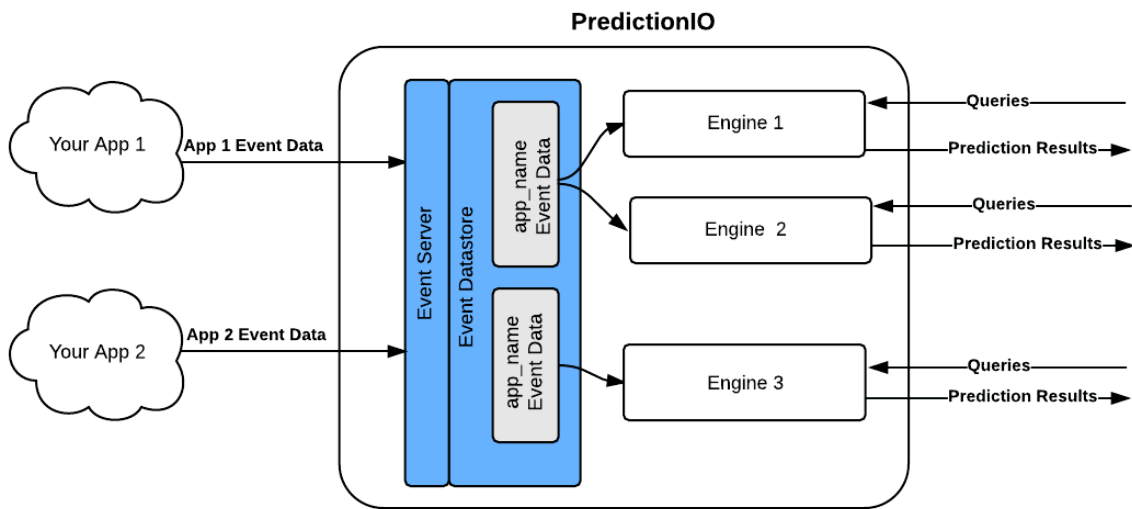 PredictionIO
Your App 1
App 1 Event Data
Your App 2
App 2 Event Data
Event Server
Event Datastore
app_name
Event Data
app_name
Event Data
Engine 1
Queries
Prediction Results
Engine 2
Queries
Prediction Results
Engine 3
Queries
Prediction Results